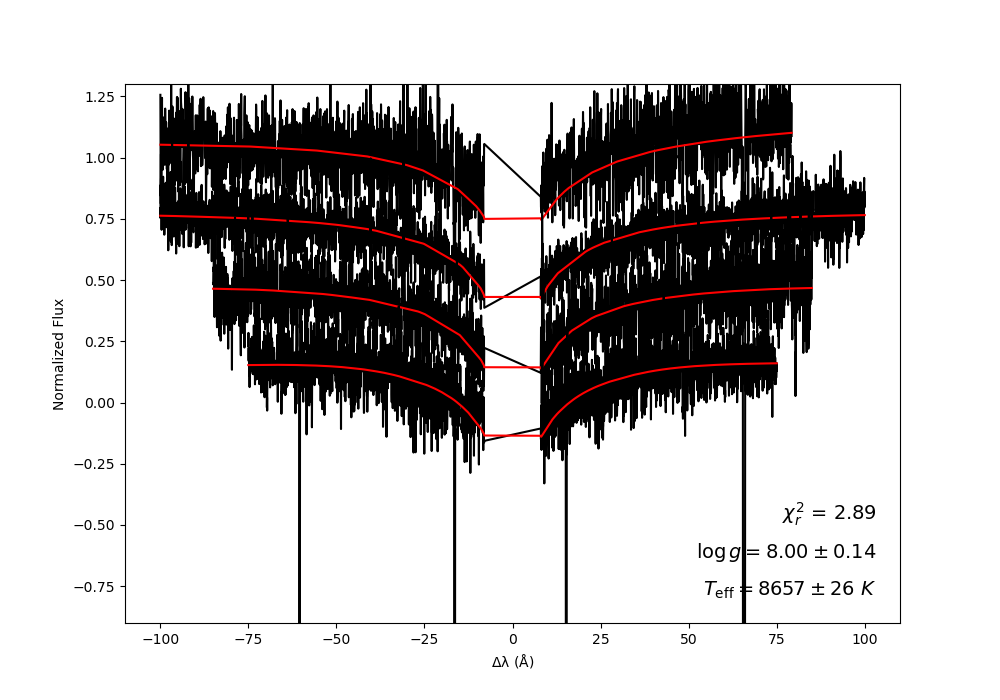 1.25
1.00
0.75
0.50
0.25
0.00
−0.25
−0.50
−0.75
Normalized Flux
χ²ᵣ = 2.89
log g = 8.00 ± 0.14
T_eff = 8657 ± 26 K
−100 −75 −50 −25 0 25 50 75 100
Δλ (Å)